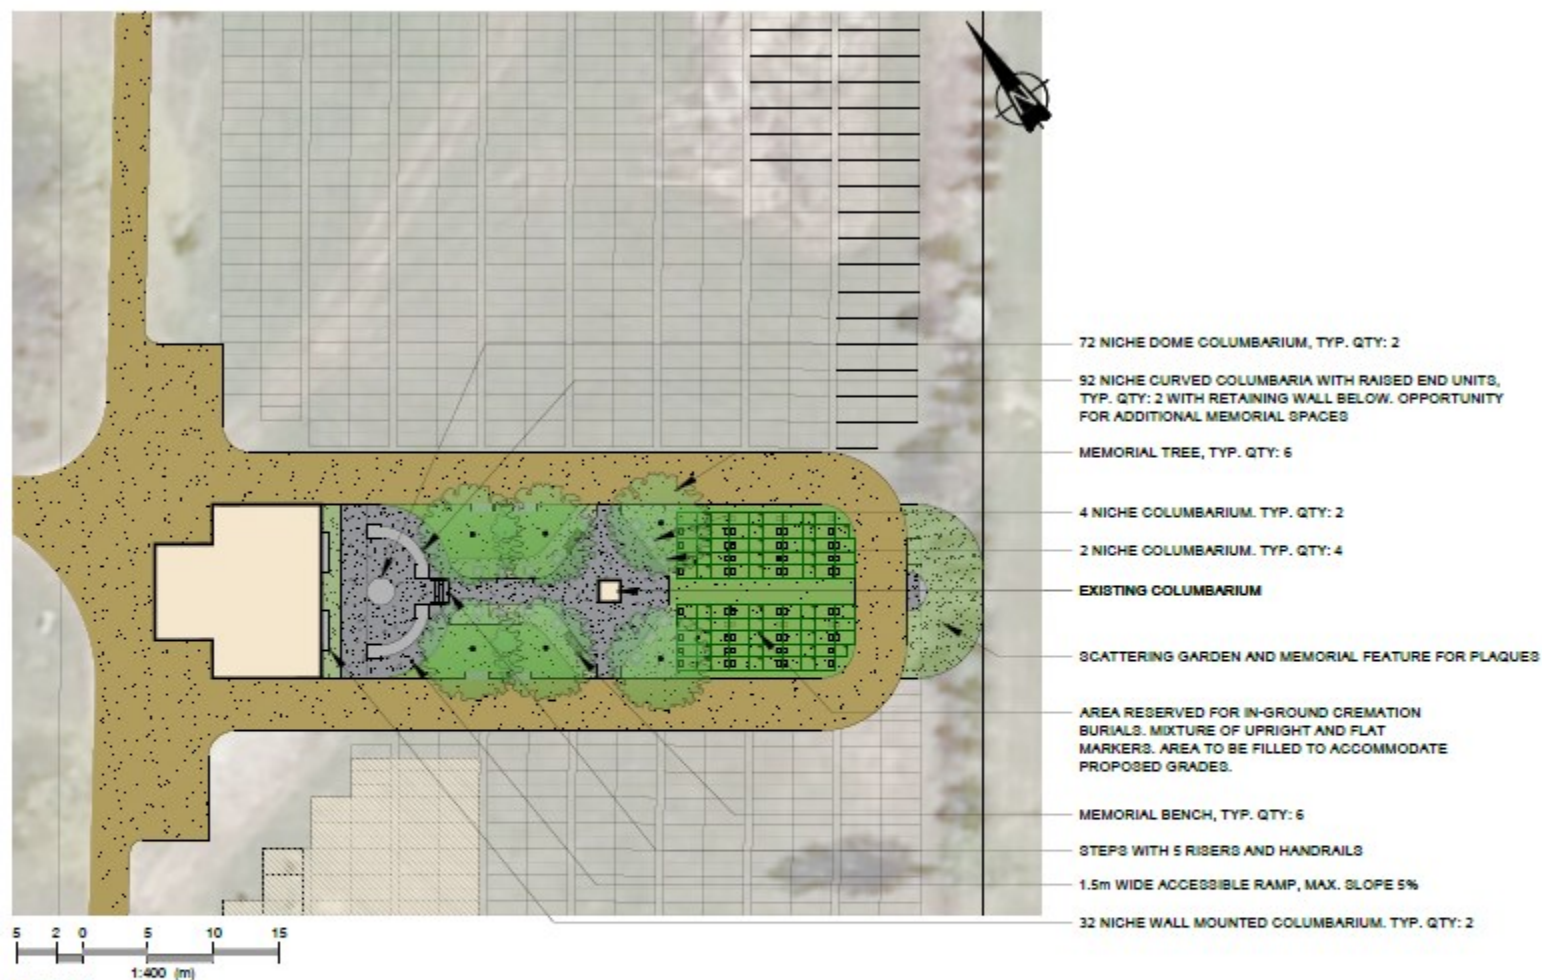 N
72 NICHE DOME COLUMBARIUM, TYP. QTY: 2
92 NICHE CURVED COLUMBARIA WITH RAISED END UNITS,
TYP. QTY: 2 WITH RETAINING WALL BELOW. OPPORTUNITY
FOR ADDITIONAL MEMORIAL SPACES
MEMORIAL TREE, TYP. QTY: 6
4 NICHE COLUMBARIUM. TYP. QTY: 2
2 NICHE COLUMBARIUM. TYP. QTY: 4
EXISTING COLUMBARIUM
SCATTERING GARDEN AND MEMORIAL FEATURE FOR PLAQUES
AREA RESERVED FOR IN-GROUND CREMATION
BURIALS. MIXTURE OF UPRIGHT AND FLAT
MARKERS. AREA TO BE FILLED TO ACCOMMODATE
PROPOSED GRADES.
MEMORIAL BENCH, TYP. QTY: 6
STEPS WITH 5 RISERS AND HANDRAILS
1.5m WIDE ACCESSIBLE RAMP, MAX. SLOPE 5%
32 NICHE WALL MOUNTED COLUMBARIUM. TYP. QTY: 2
5 2 0 5 10 15
1:400 (m)